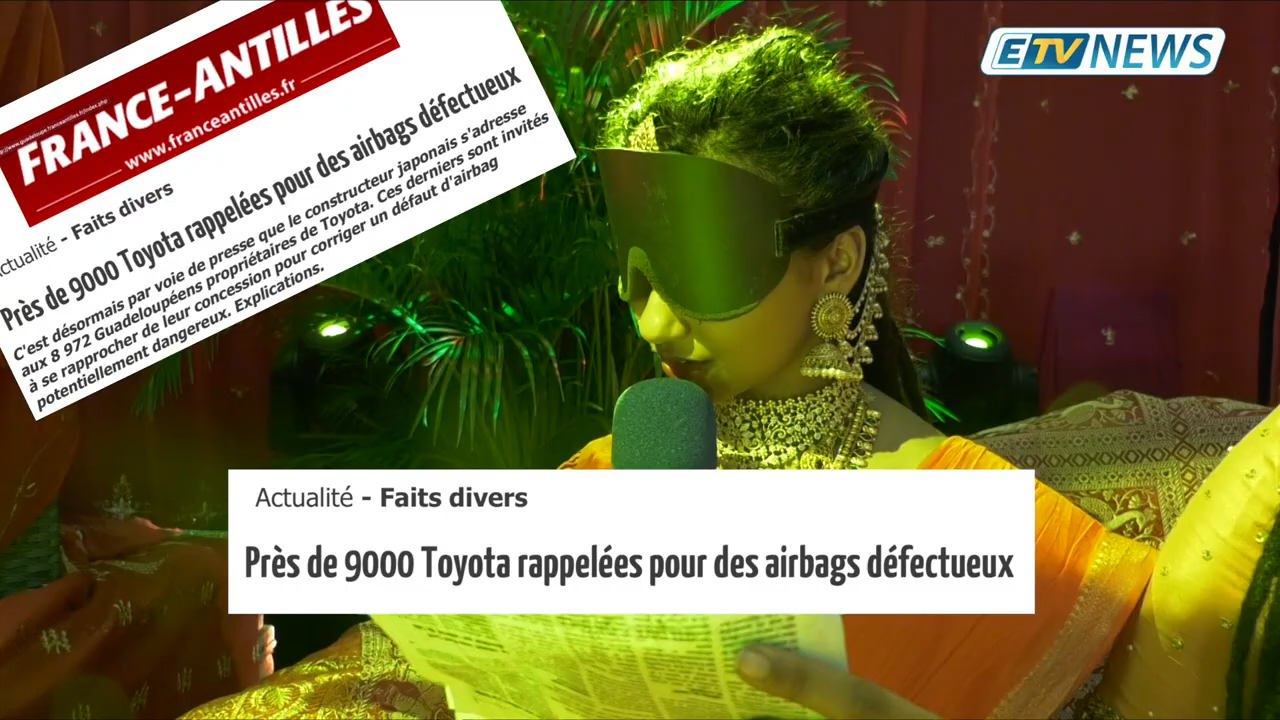 FRANCE-ANTILLES
www.franceantilles.fr
Actualité - Faits divers
Près de 9000 Toyota rappelées pour des airbags défectueux
C'est désormais par voie de presse que le constructeur japonais s'adresse
aux 8 972 Guadeloupéens propriétaires de Toyota. Ces derniers sont invités
à se rapprocher de leur concession pour corriger un défaut d'airbag
potentiellement dangereux. Explications.
ETV NEWS
Actualité - Faits divers
Près de 9000 Toyota rappelées pour des airbags défectueux